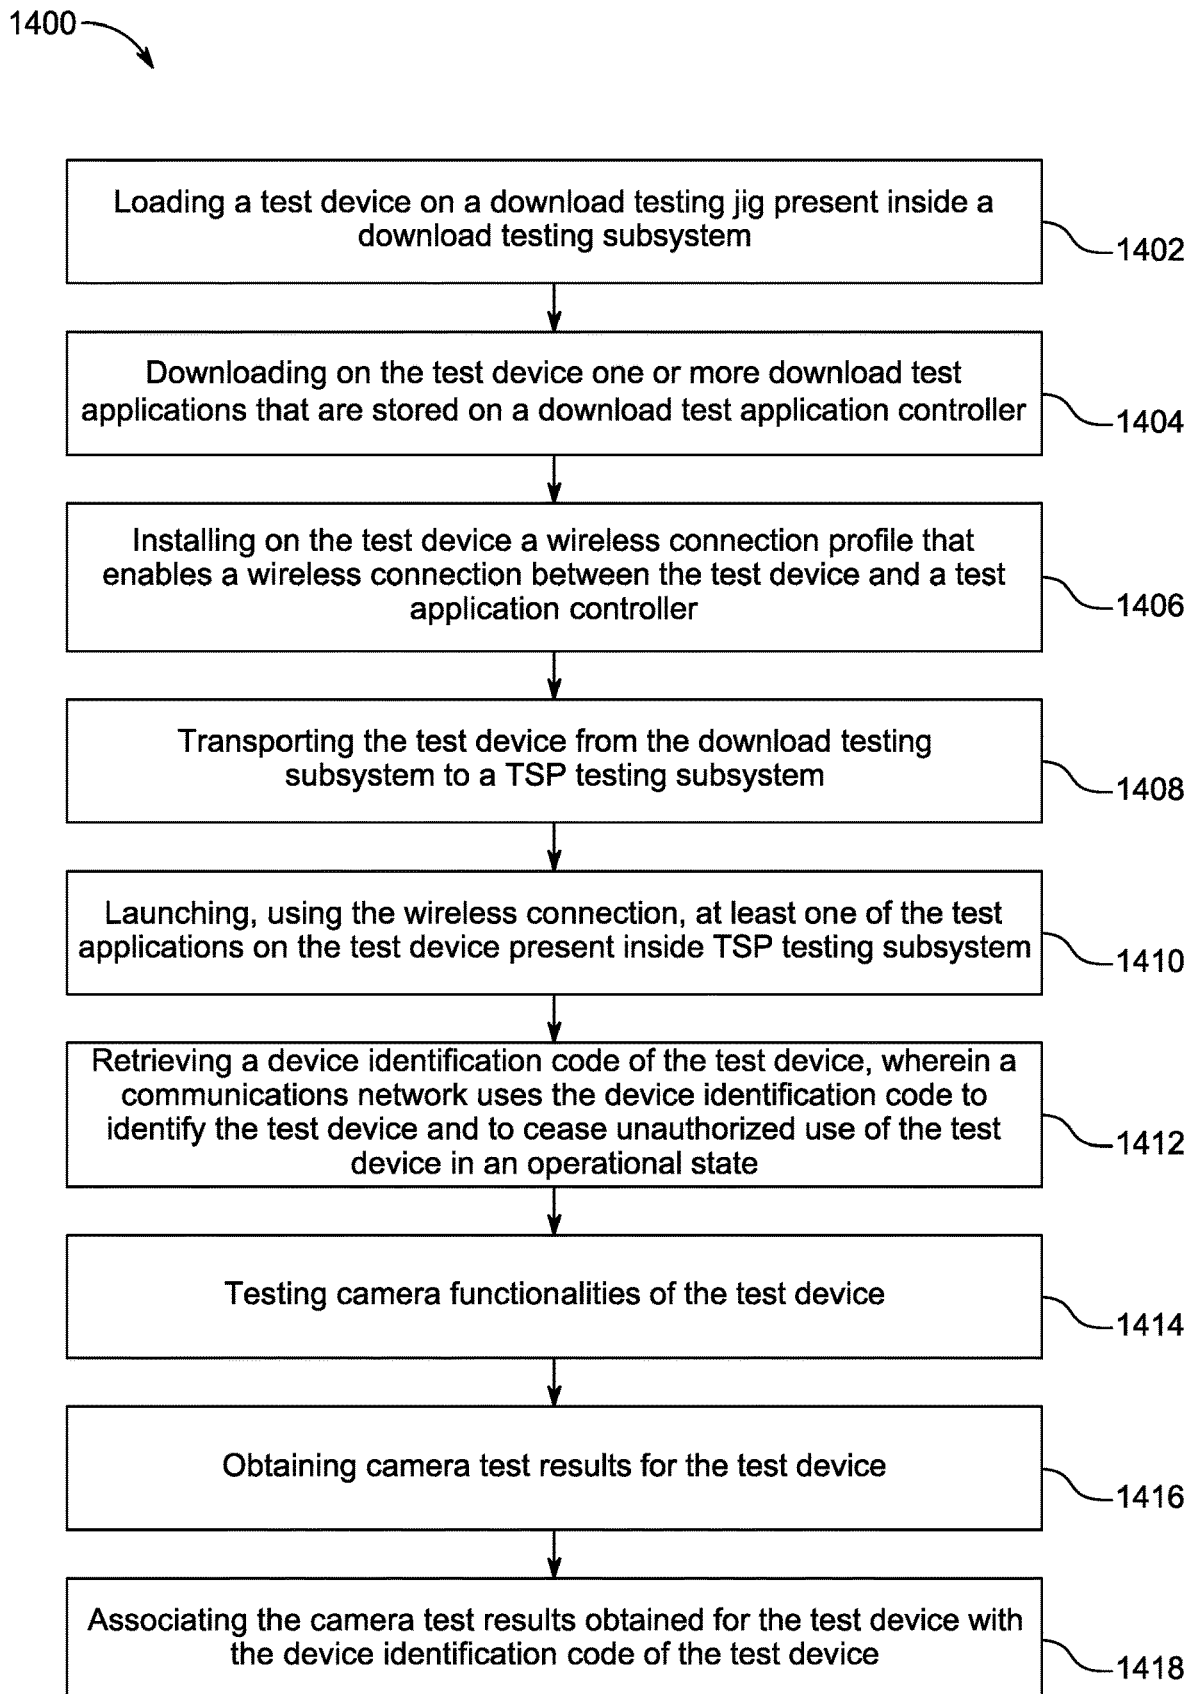 1400
Loading a test device on a download testing jig present inside a
download testing subsystem
1402
Downloading on the test device one or more download test
applications that are stored on a download test application controller
1404
Installing on the test device a wireless connection profile that
enables a wireless connection between the test device and a test
application controller
1406
Transporting the test device from the download testing
subsystem to a TSP testing subsystem
1408
Launching, using the wireless connection, at least one of the test
applications on the test device present inside TSP testing subsystem
1410
Retrieving a device identification code of the test device, wherein a
communications network uses the device identification code to
identify the test device and to cease unauthorized use of the test
device in an operational state
1412
Testing camera functionalities of the test device
1414
Obtaining camera test results for the test device
1416
Associating the camera test results obtained for the test device with
the device identification code of the test device
1418